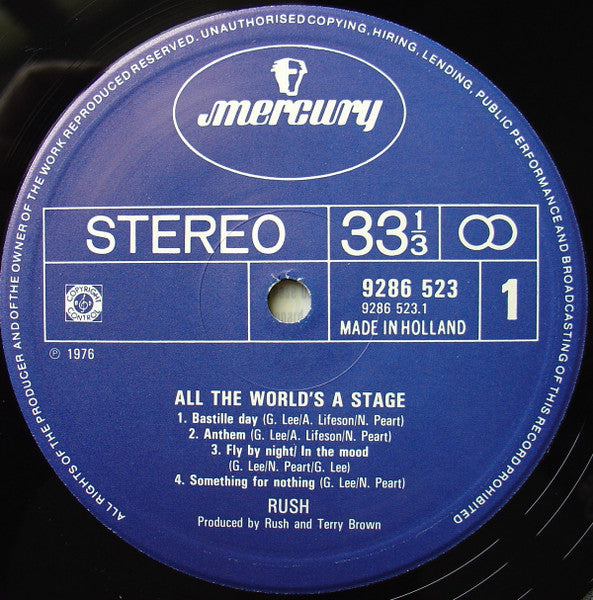 ALL RIGHTS OF THE PRODUCER AND OF THE OWNER OF THE WORK REPRODUCED RESERVED. UNAUTHORISED COPYING, HIRING, LENDING, PUBLIC PERFORMANCE AND BROADCASTING OF THIS RECORD PROHIBITED
mercury
STEREO
33 1/3
9286 523
9286 523.1
MADE IN HOLLAND
1
COPYRIGHT
CONTROL
℗ 1976
ALL THE WORLD'S A STAGE
1. Bastille day (G. Lee/A. Lifeson/N. Peart)
2. Anthem (G. Lee/A. Lifeson/N. Peart)
3. Fly by night/ In the mood
(G. Lee/N. Peart/G. Lee)
4. Something for nothing (G. Lee/N. Peart)
RUSH
Produced by Rush and Terry Brown